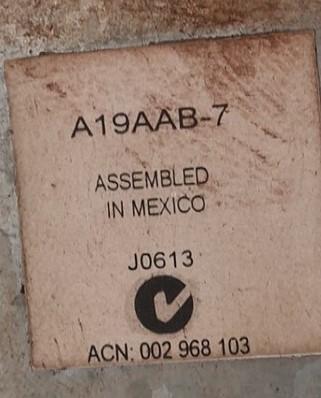 A19AAB-7
ASSEMBLED
IN MEXICO
J0613
ACN: 002 968 103